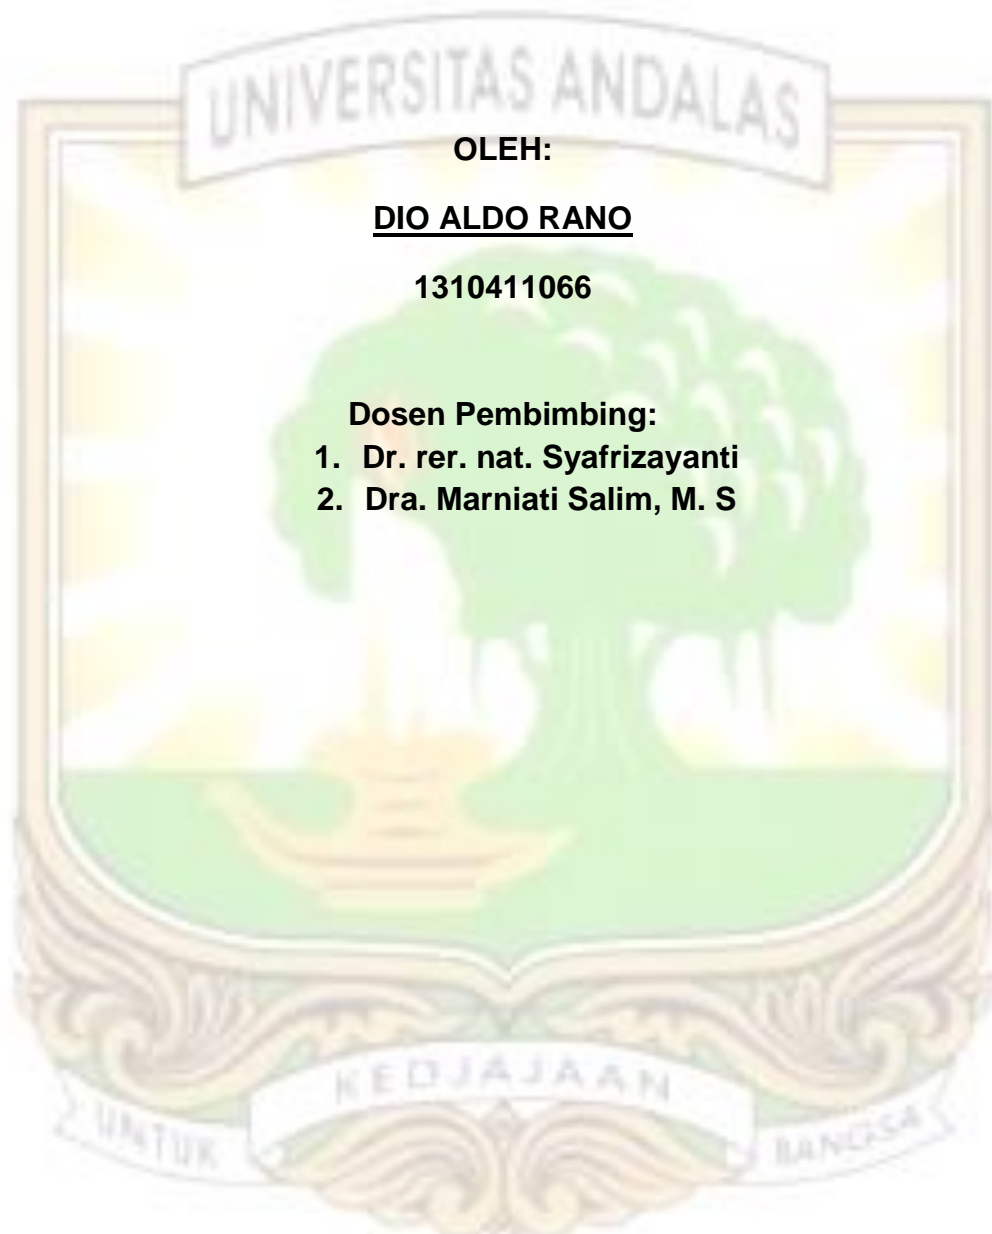 UNIVERSITAS ANDALAS
OLEH:
DIO ALDO RANO
1310411066
Dosen Pembimbing:
1. Dr. rer. nat. Syafrizayanti
2. Dra. Marniati Salim, M. S
KEDJAJAAN
UNTUK BANGSA